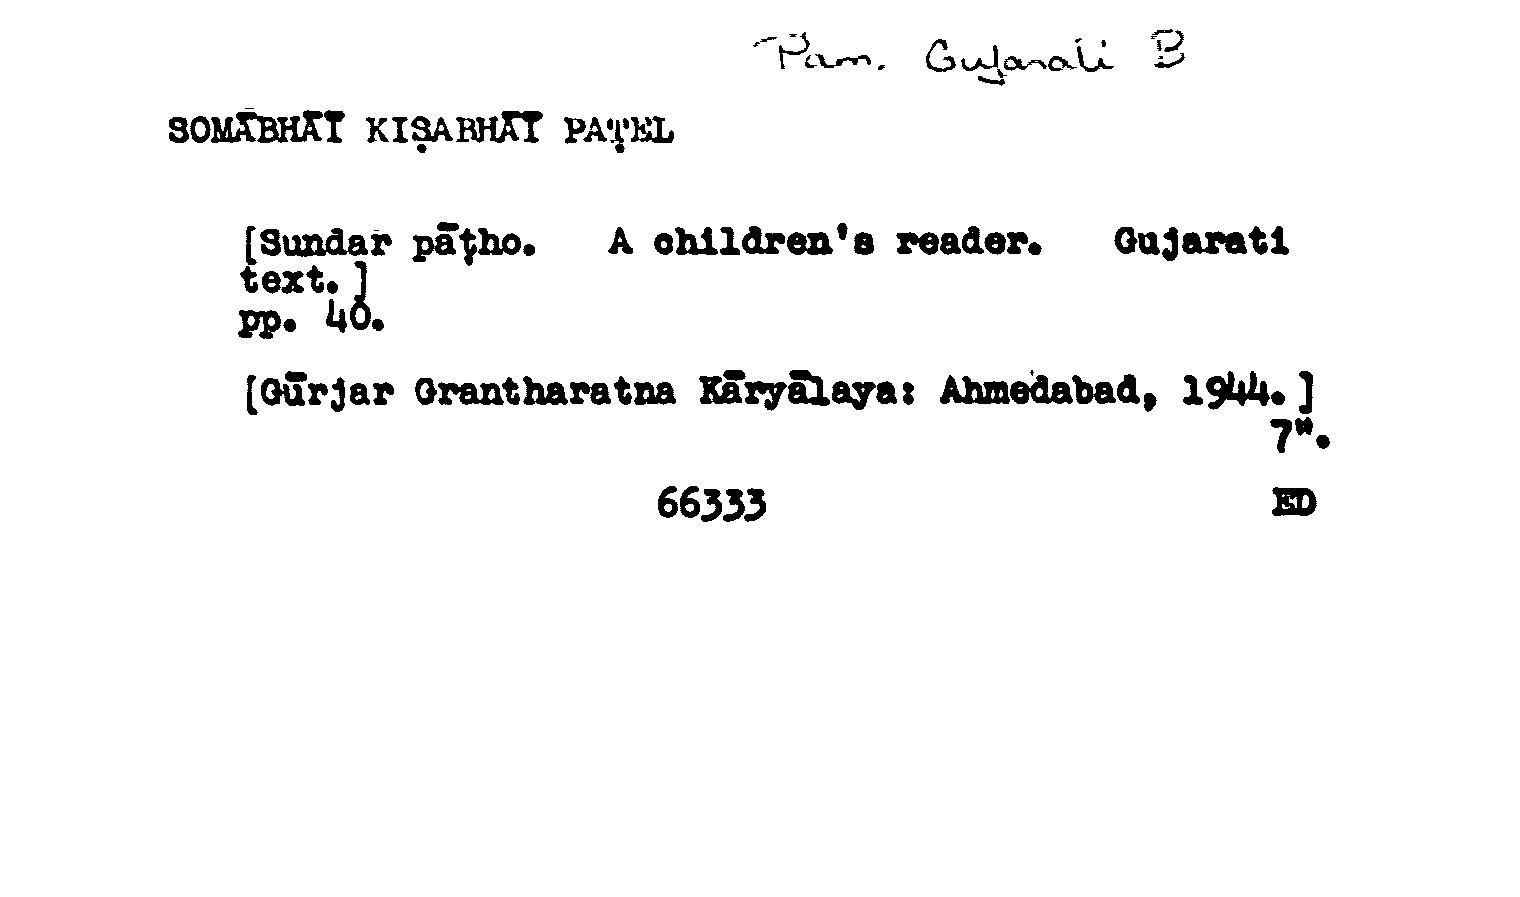 Pam. Gujarati B
SOMĀBHĀĪ KIṢABHĀĪ PAṬEL
[Sundar pāṭho. A children's reader. Gujarati
text.]
pp. 40.
[Gūrjar Grantharatna Kāryālaya: Ahmedabad, 1944.]
7".
66333 ED